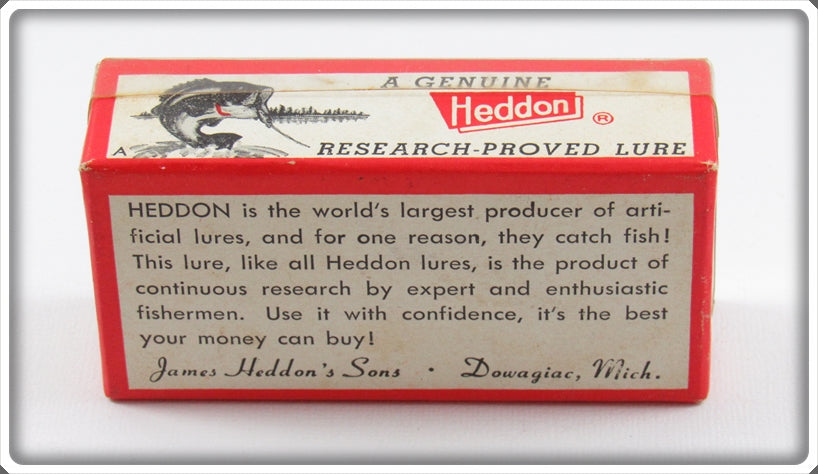 A GENUINE
Heddon ®
A
RESEARCH-PROVED LURE
HEDDON is the world's largest producer of arti-
ficial lures, and for one reason, they catch fish!
This lure, like all Heddon lures, is the product of
continuous research by expert and enthusiastic
fishermen. Use it with confidence, it's the best
your money can buy!
James Heddon's Sons · Dowagiac, Mich.